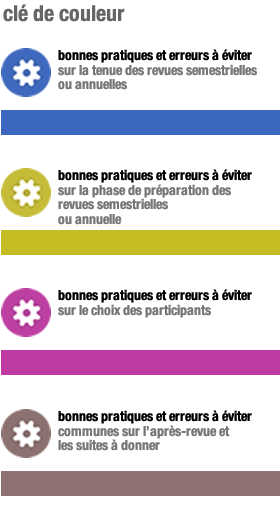 clé de couleur
bonnes pratiques et erreurs à éviter
sur la tenue des revues semestrielles
ou annuelles
bonnes pratiques et erreurs à éviter
sur la phase de préparation des
revues semestrielles
ou annuelle
bonnes pratiques et erreurs à éviter
sur le choix des participants
bonnes pratiques et erreurs à éviter
communes sur l'après-revue et
les suites à donner